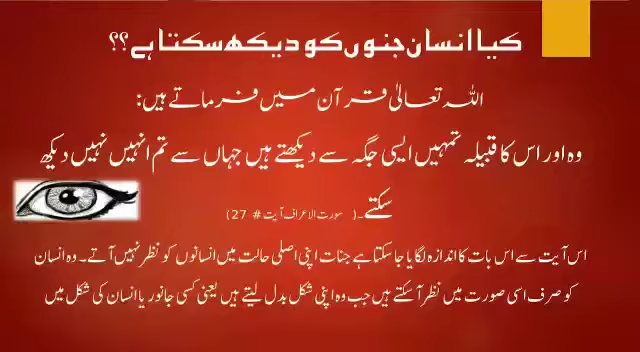 کیا انسان جنوں کو دیکھ سکتا ہے ؟؟
اللہ تعالیٰ قرآن میں فرماتے ہیں:
وہ اور اس کا قبیلہ تمہیں ایسی جگہ سے دیکھتے ہیں جہاں سے تم انہیں نہیں دیکھ
سکتے۔( سورت الاعراف آیت # 27)
اس آیت سے اس بات کا اندازہ لگایا جا سکتا ہے جنات اپنی اصلی حالت میں انسانوں کو نظر نہیں آتے۔ وہ انسان
کو صرف اسی صورت میں نظر آ سکتے ہیں جب وہ اپنی شکل بدل لیتے ہیں یعنی کسی جانور یا انسان کی شکل میں